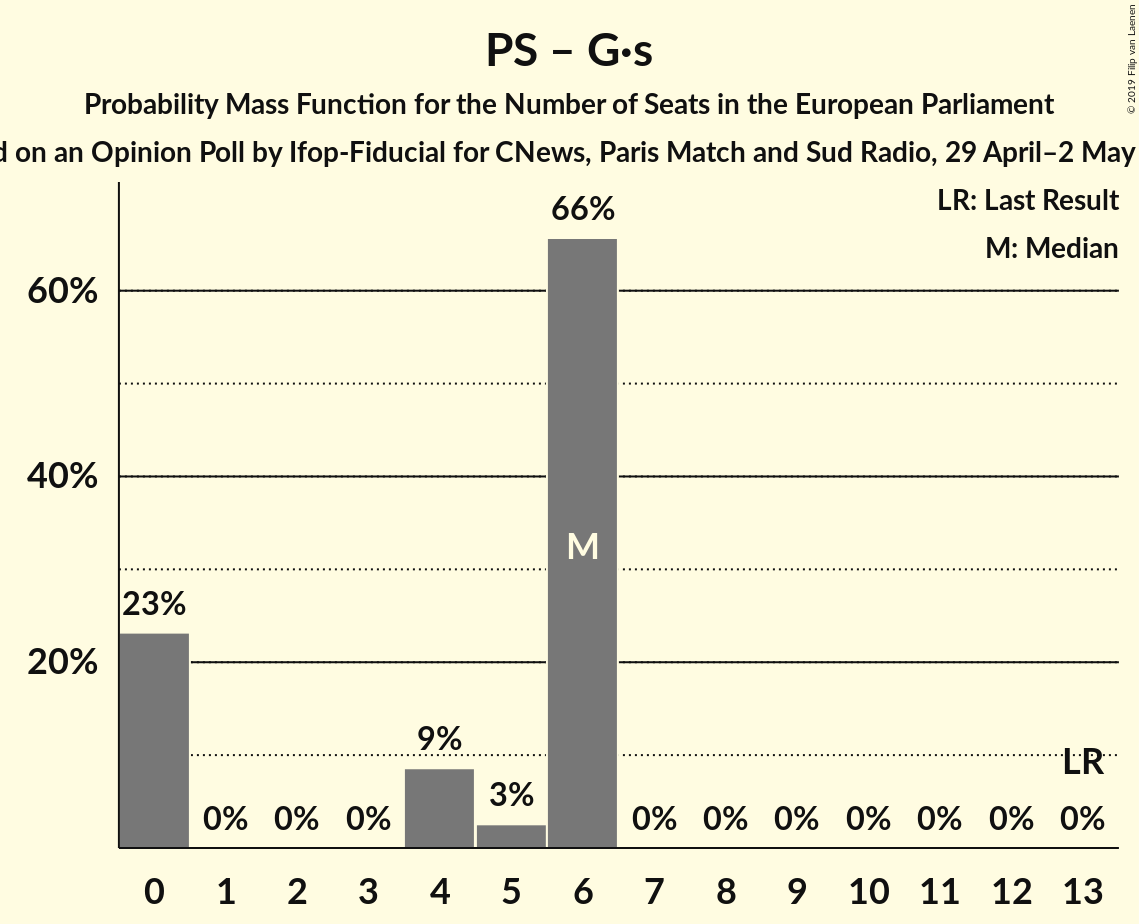 PS – G•s
Probability Mass Function for the Number of Seats in the European Parliament
on an Opinion Poll by Ifop-Fiducial for CNews, Paris Match and Sud Radio, 29 April–2 May
© 2019 Filip van Laenen
LR: Last Result
M: Median
66%
60%
40%
M
23%
20%
9%
LR
3%
0% 0% 0% 0% 0% 0% 0% 0% 0% 0%
0 1 2 3 4 5 6 7 8 9 10 11 12 13